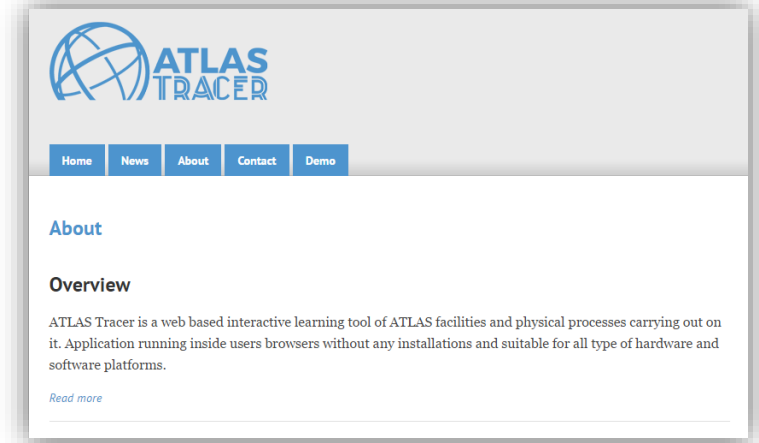 ATLAS
TRACER
Home News About Contact Demo
About
Overview
ATLAS Tracer is a web based interactive learning tool of ATLAS facilities and physical processes carrying out on
it. Application running inside users browsers without any installations and suitable for all type of hardware and
software platforms.
Read more